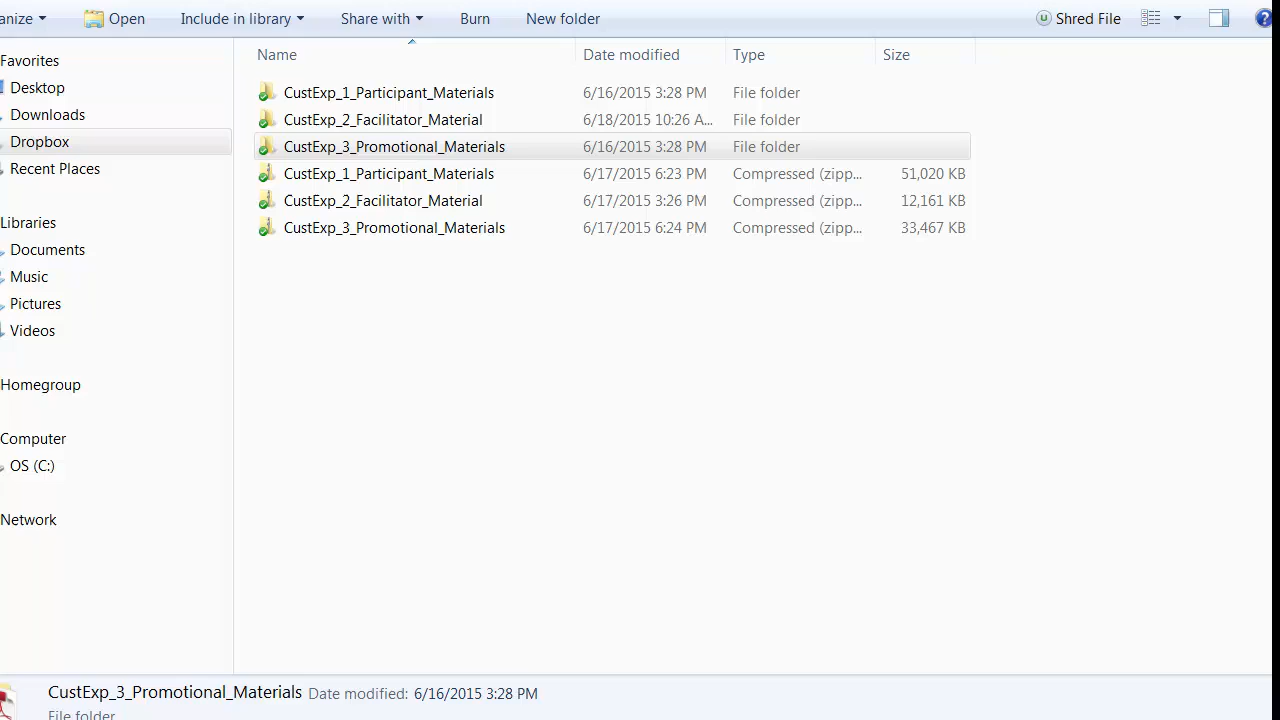 anize Open Include in library Share with Burn New folder Shred File
Name Date modified Type Size
Favorites
Desktop
Downloads
Dropbox
Recent Places
Libraries
Documents
Music
Pictures
Videos
Homegroup
Computer
OS (C:)
Network
CustExp_1_Participant_Materials 6/16/2015 3:28 PM File folder
CustExp_2_Facilitator_Material 6/18/2015 10:26 A... File folder
CustExp_3_Promotional_Materials 6/16/2015 3:28 PM File folder
CustExp_1_Participant_Materials 6/17/2015 6:23 PM Compressed (zipp... 51,020 KB
CustExp_2_Facilitator_Material 6/17/2015 3:26 PM Compressed (zipp... 12,161 KB
CustExp_3_Promotional_Materials 6/17/2015 6:24 PM Compressed (zipp... 33,467 KB
CustExp_3_Promotional_Materials Date modified: 6/16/2015 3:28 PM
File folder